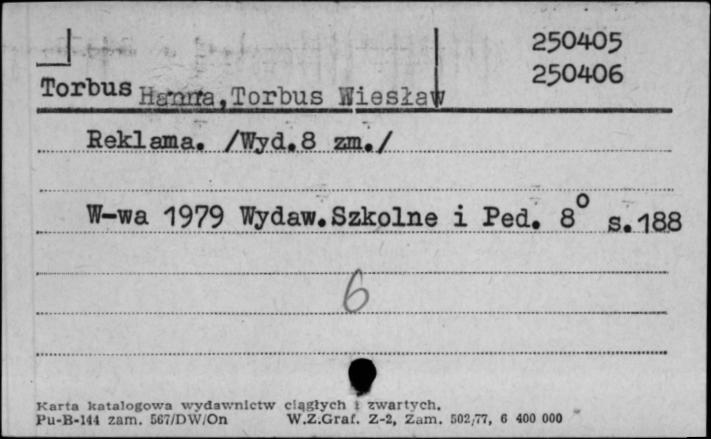 250405
250406
Torbus Hanna, Torbus Wiesław
Reklama. /Wyd.8 zm./
W-wa 1979 Wydaw.Szkolne i Ped. 8° s.188
6
Karta katalogowa wydawnictw ciągłych i zwartych.
Pu-B-144 zam. 567/DW/On W.Z.Graf. Z-2, Zam. 502/77, 6 400 000